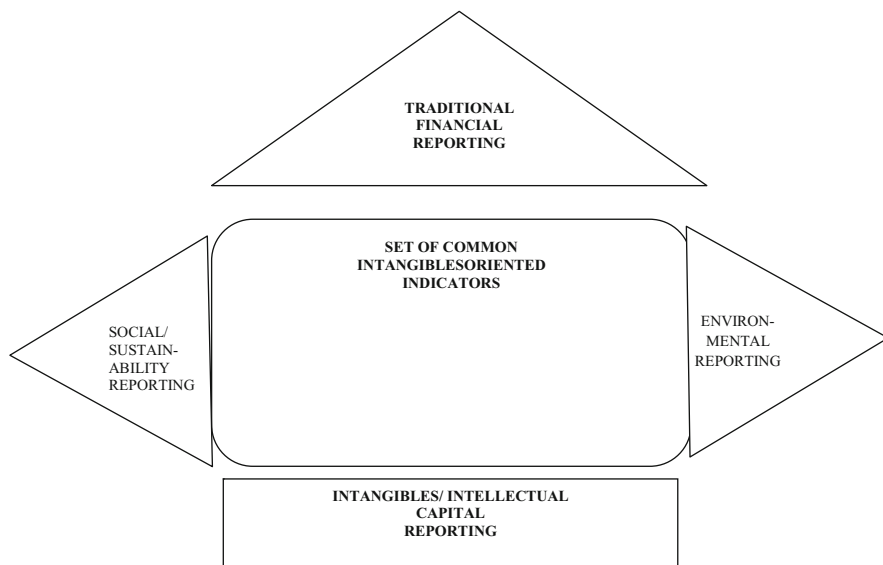 TRADITIONAL
FINANCIAL
REPORTING
SET OF COMMON
INTANGIBLESORIENTED
INDICATORS
SOCIAL/
SUSTAIN-
ABILITY
REPORTING
ENVIRON-
MENTAL
REPORTING
INTANGIBLES/ INTELLECTUAL
CAPITAL
REPORTING